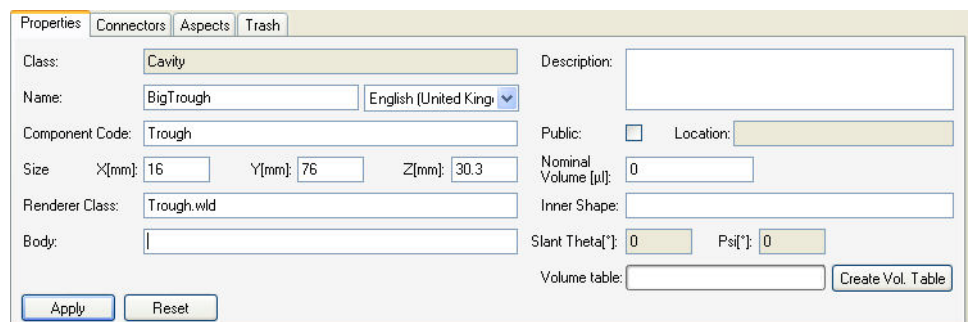 Properties Connectors Aspects Trash
Class: Cavity
Description:
Name: BigTrough English (United King
Component Code: Trough
Public: Location:
Size X[mm]: 16 Y[mm]: 76 Z[mm]: 30.3
Nominal
Volume [µl]: 0
Renderer Class: Trough.wld
Inner Shape:
Body:
Slant Theta[°]: 0 Psi[°]: 0
Volume table: Create Vol. Table
Apply Reset